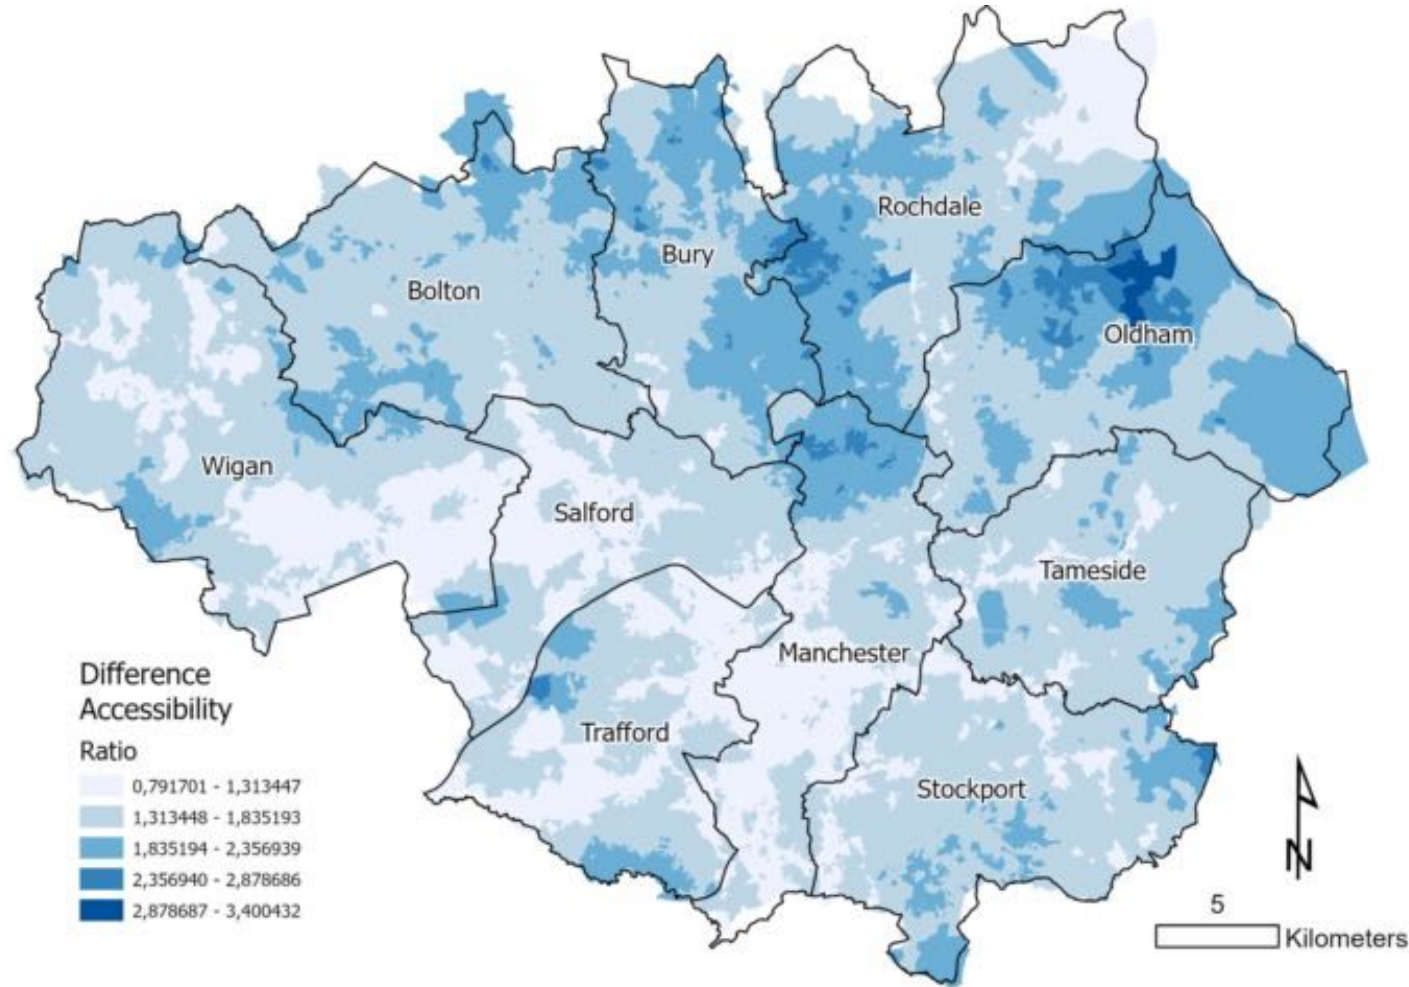 Rochdale
Bury
Bolton
Oldham
Wigan
Salford
Tameside
Manchester
Trafford
Stockport
Difference
Accessibility
Ratio
0,791701 - 1,313447
1,313448 - 1,835193
1,835194 - 2,356939
2,356940 - 2,878686
2,878687 - 3,400432
N
5
Kilometers